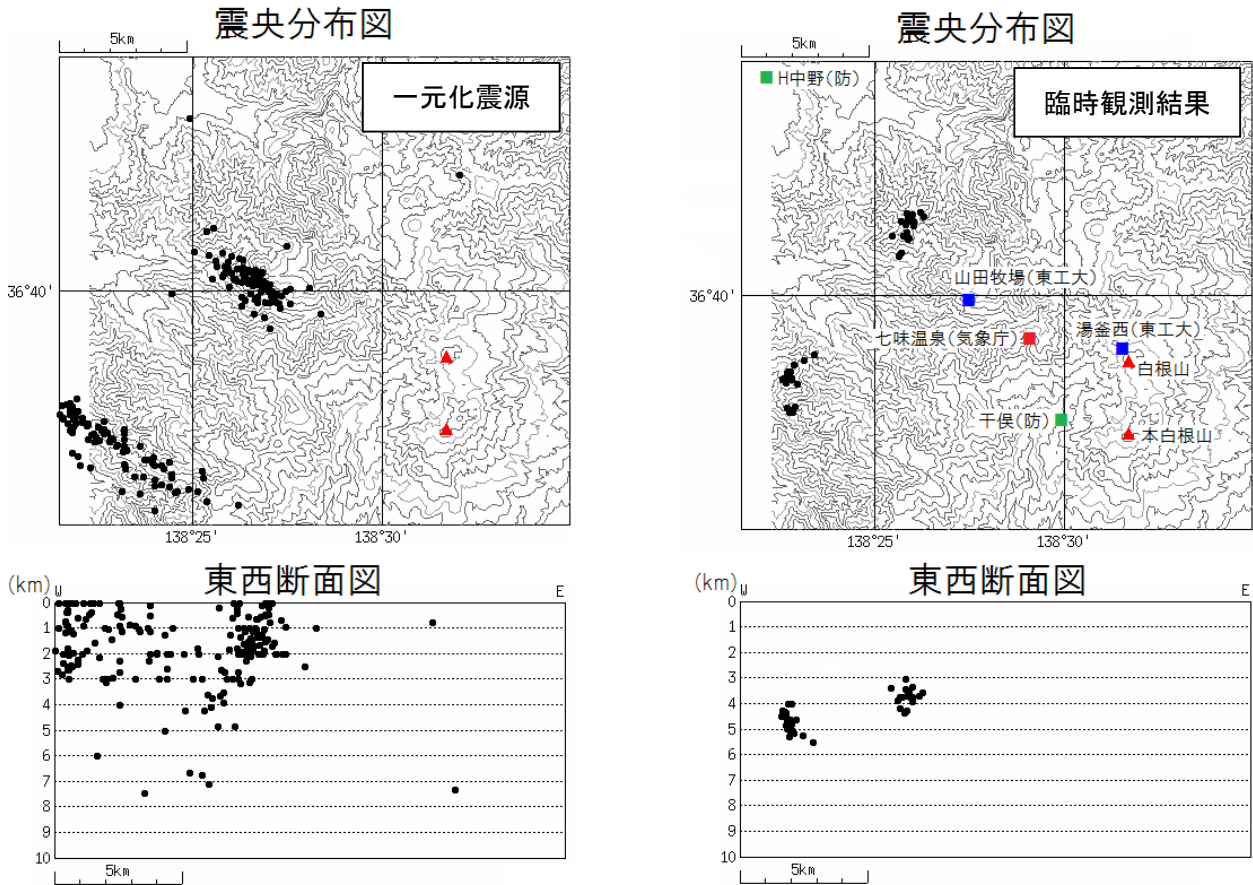 震央分布図
5km
一元化震源
36°40'
138°25'
138°30'
東西断面図
(km)
W
E
0
1
2
3
4
5
6
7
8
9
10
5km
震央分布図
5km
H中野(防)
臨時観測結果
山田牧場(東工大)
36°40'
七味温泉(気象庁)
湯釜西(東工大)
白根山
干俣(防)
本白根山
138°25'
138°30'
東西断面図
(km)
W
E
0
1
2
3
4
5
6
7
8
9
10
5km